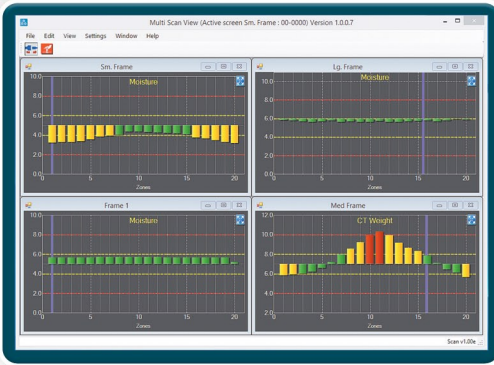 Multi Scan View (Active screen Sm. Frame : 00-0000) Version 1.0.0.7
File Edit View Settings Window Help
Sm. Frame
Moisture
10.0
8.0
6.0
4.0
2.0
0.0
0 5 10 15 20
Zones
Lg. Frame
Moisture
10.0
8.0
6.0
4.0
2.0
0.0
0 5 10 15 20
Zones
Frame 1
Moisture
10.0
8.0
6.0
4.0
2.0
0.0
0 5 10 15 20
Zones
Med Frame
CT Weight
12.0
10.0
8.0
6.0
4.0
2.0
0 5 10 15 20
Zones
Scan v1.00e